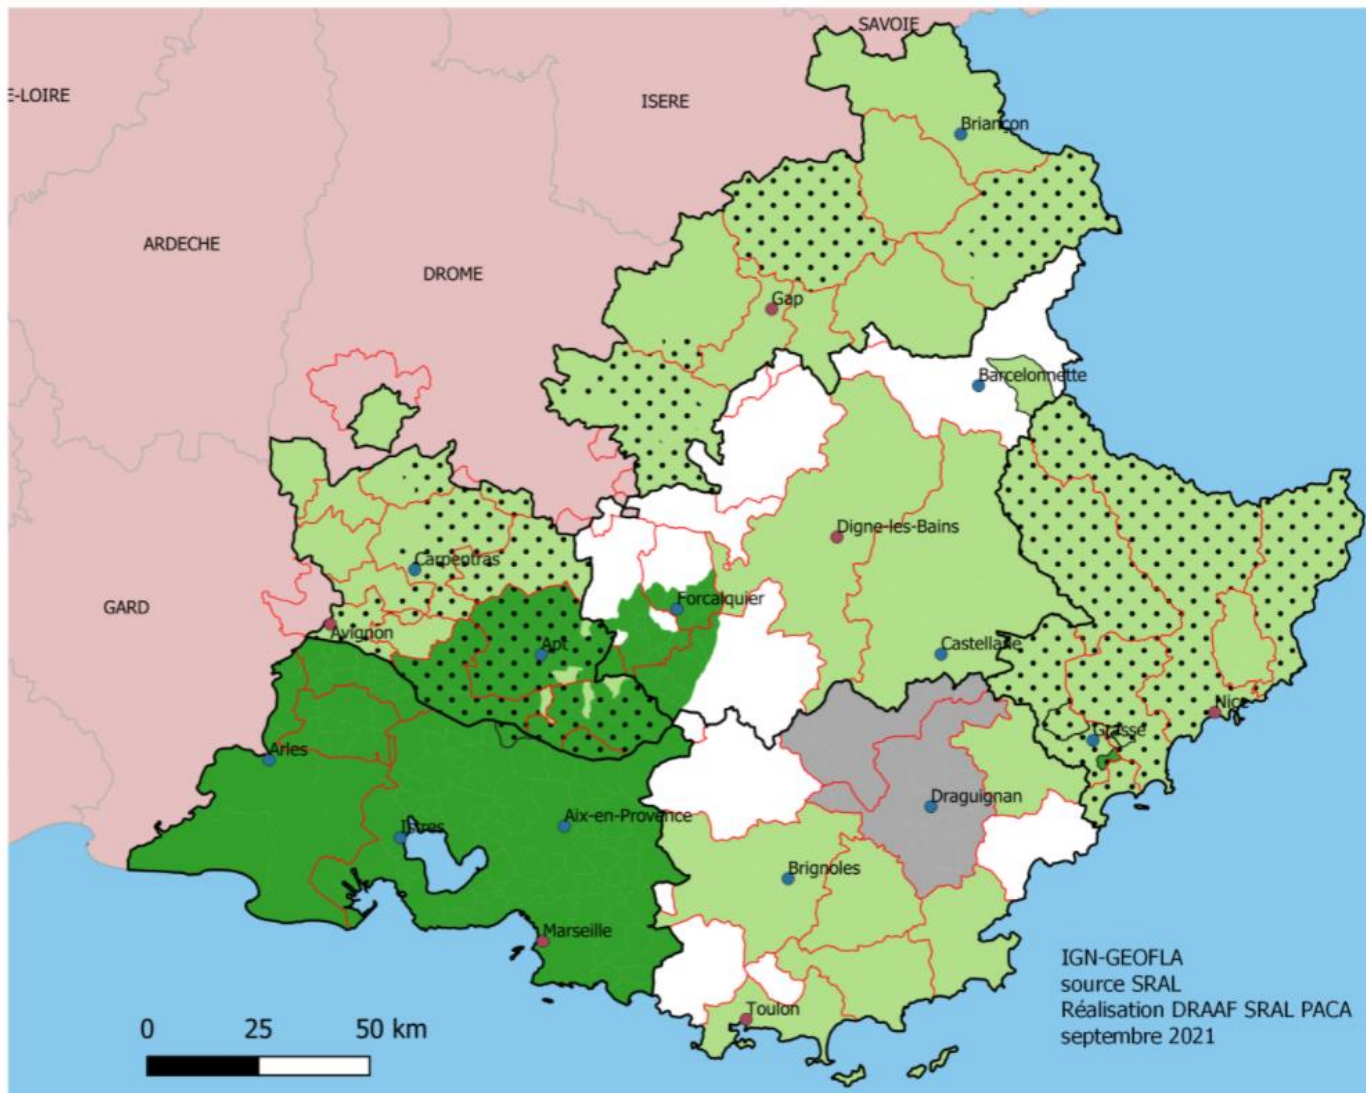 SAVOIE
E-LOIRE
ISERE
Briançon
ARDECHE
DROME
Gap
Barcelonnette
Digne-les-Bains
Carpentras
Forcalquier
GARD
Avignon
Apt
Castellane
Nice
Grasse
Arles
Draguignan
Istres
Aix-en-Provence
Brignoles
Marseille
Toulon
IGN-GEOFLA
source SRAL
Réalisation DRAAF SRAL PACA
septembre 2021
0 25 50 km